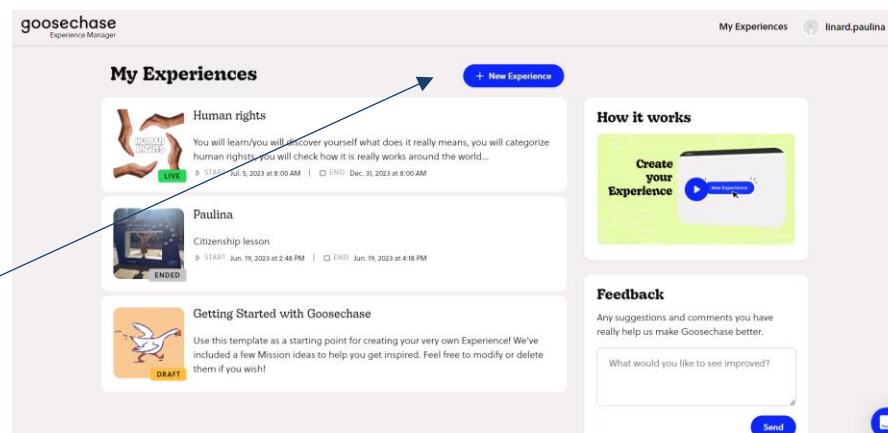 goosechase
Experience Manager
My Experiences
linard.paulina
My Experiences
+ New Experience
Human rights
You will learn/you will discover yourself what does it really means, you will categorize
human righsts, you will check how it is really works around the world...
START Jul. 5, 2023 at 8:00 AM | END Dec. 31, 2023 at 8:00 AM
HUMAN
RIGHTS
LIVE
Paulina
Citizenship lesson
START Jun. 19, 2023 at 2:48 PM | END Jun. 19, 2023 at 4:18 PM
ENDED
Getting Started with Goosechase
Use this template as a starting point for creating your very own Experience! We've
included a few Mission ideas to help you get inspired. Feel free to modify or delete
them if you wish!
DRAFT
How it works
Create
your
Experience
New Experience
Feedback
Any suggestions and comments you have
really help us make Goosechase better.
What would you like to see improved?
Send